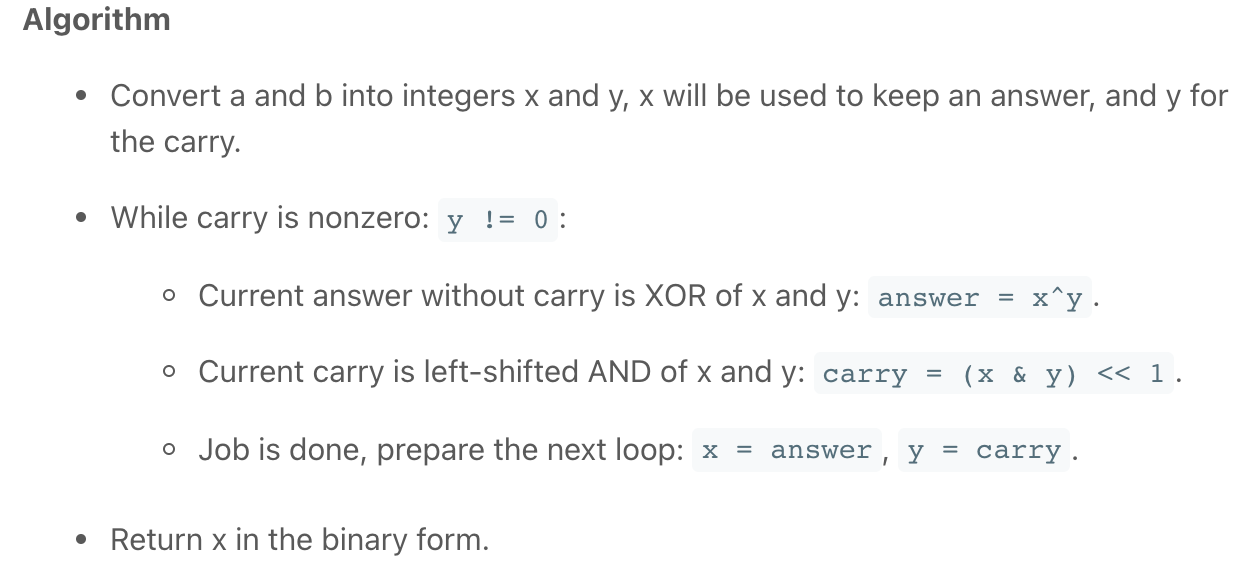 Algorithm
• Convert a and b into integers x and y, x will be used to keep an answer, and y for
the carry.
• While carry is nonzero: y != 0 :
○ Current answer without carry is XOR of x and y: answer = x^y .
○ Current carry is left-shifted AND of x and y: carry = (x & y) << 1 .
○ Job is done, prepare the next loop: x = answer , y = carry .
• Return x in the binary form.